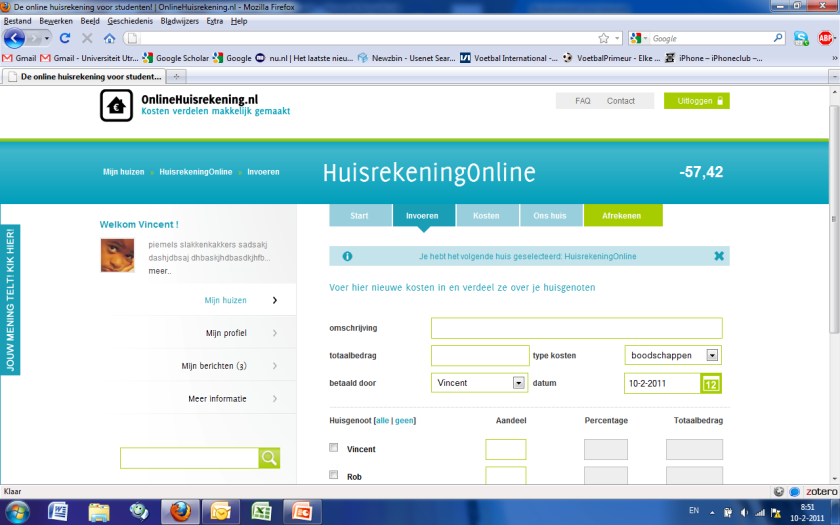 De online huisrekening voor studenten! | OnlineHuisrekening.nl - Mozilla Firefox
Bestand Bewerken Beeld Geschiedenis Bladwijzers Extra Help
Google
ABP
Gmail Gmail - Universiteit Utr... Google Scholar Google nu.nl | Het laatste nieu... Newzbin - Usenet Sear... Voetbal International -... VoetbalPrimeur - Elke ... iPhone – iPhoneclub –...
De online huisrekening voor student...
OnlineHuisrekening.nl
Kosten verdelen makkelijk gemaakt
FAQ Contact Uitloggen
Mijn huizen HuisrekeningOnline Invoeren
HuisrekeningOnline
-57,42
Start Invoeren Kosten Ons huis Afrekenen
JOUW MENING TELT! KIK HIER!
Welkom Vincent !
piemels slakkenkakkers sadsakj
dashjdbsaj dhbaskjhdbasdkjhfb...
meer..
Mijn huizen
Mijn profiel
Mijn berichten (3)
Meer informatie
Je hebt het volgende huis geselecteerd: HuisrekeningOnline
Voer hier nieuwe kosten in en verdeel ze over je huisgenoten
omschrijving
totaalbedrag type kosten boodschappen
betaald door Vincent datum 10-2-2011 12
Huisgenoot [alle | geen] Aandeel Percentage Totaalbedrag
Vincent
Rob
Klaar
zotero
EN
8:51
10-2-2011